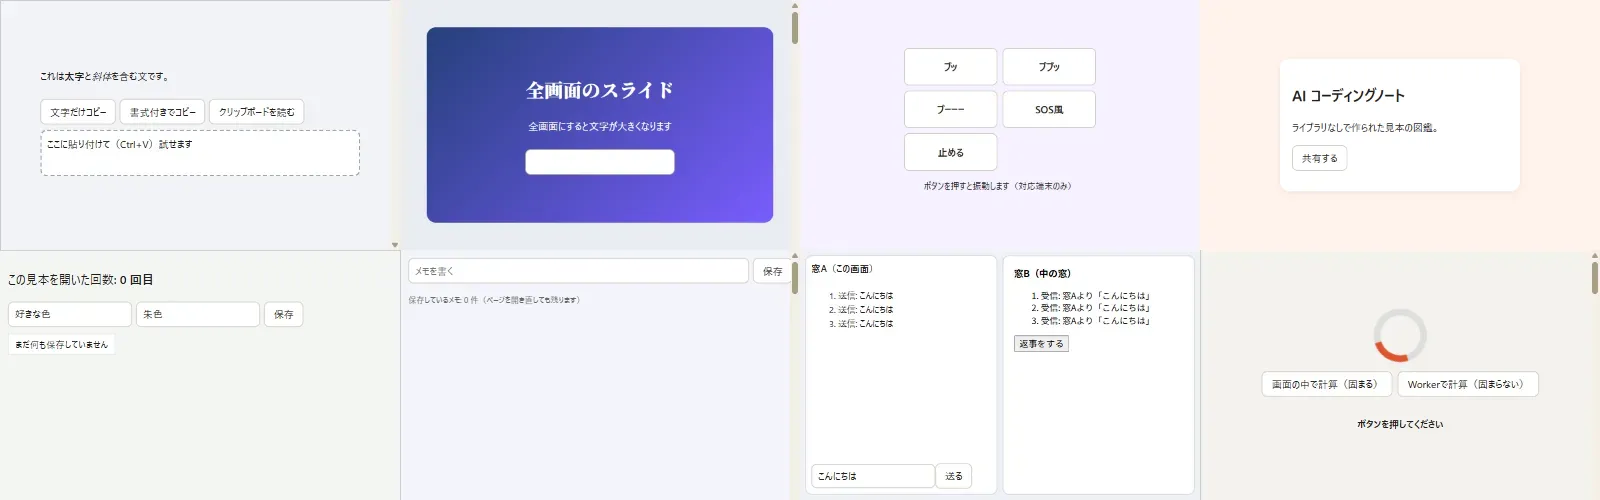 これは太字と斜体を含む文です。
文字だけコピー 書式付きでコピー クリップボードを読む
ここに貼り付けて（Ctrl+V）試せます
全画面のスライド
全画面にすると文字が大きくなります
ブッ ブブッ
ブーーー SOS風
止める
ボタンを押すと振動します（対応端末のみ）
AI コーディングノート
ライブラリなしで作られた見本の図鑑。
共有する
この見本を開いた回数: 0 回目
好きな色 朱色 保存
まだ何も保存していません
メモを書く 保存
保存しているメモ: 0 件（ページを開き直しても残ります）
窓A（この画面）
1. 送信: こんにちは
2. 送信: こんにちは
3. 送信: こんにちは
こんにちは 送る
窓B（中の窓）
1. 受信: 窓Aより「こんにちは」
2. 受信: 窓Aより「こんにちは」
3. 受信: 窓Aより「こんにちは」
返事をする
画面の中で計算（固まる） Workerで計算（固まらない）
ボタンを押してください